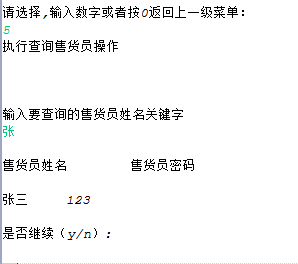 请选择,输入数字或者按0返回上一级菜单：
5
执行查询售货员操作
输入要查询的售货员姓名关键字
张
售货员姓名 售货员密码
张三 123
是否继续（y/n）：